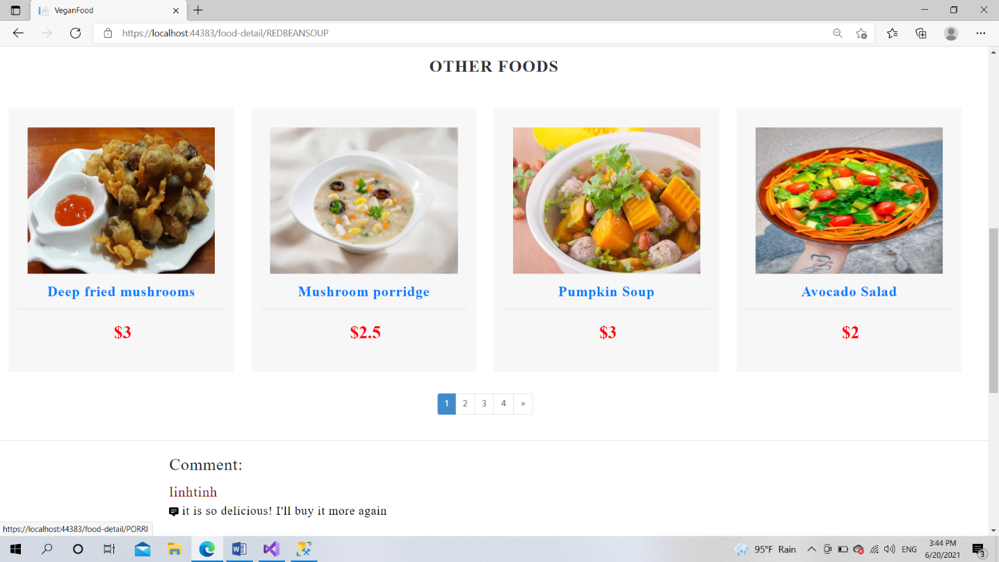 VeganFood
https://localhost:44383/food-detail/REDBEANSOUP
OTHER FOODS
Deep fried mushrooms
Mushroom porridge
Pumpkin Soup
Avocado Salad
$3
$2.5
$3
$2
1 2 3 4 »
Comment:
linhtinh
it is so delicious! I'll buy it more again
https://localhost:44383/food-detail/PORRI
95°F Rain
ENG
3:44 PM
6/20/2021
3